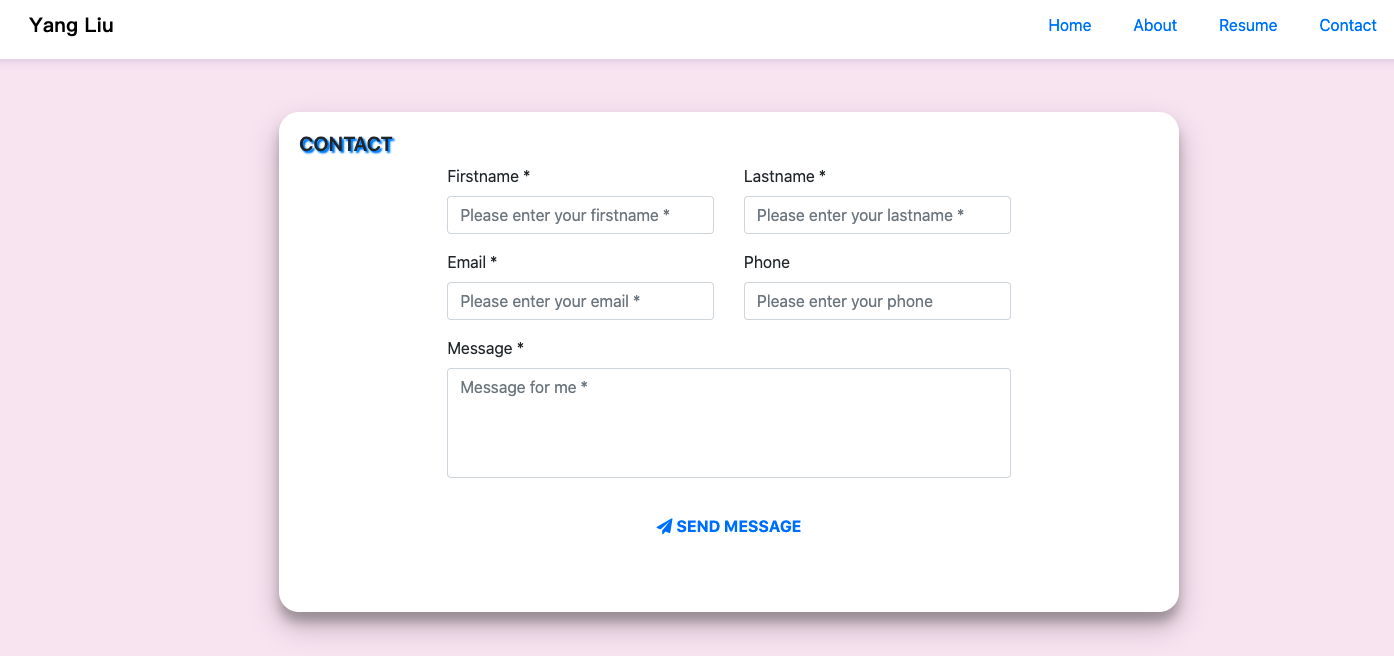 Yang Liu Home About Resume Contact
CONTACT
Firstname * Lastname *
Please enter your firstname * Please enter your lastname *
Email * Phone
Please enter your email * Please enter your phone
Message *
Message for me *
SEND MESSAGE